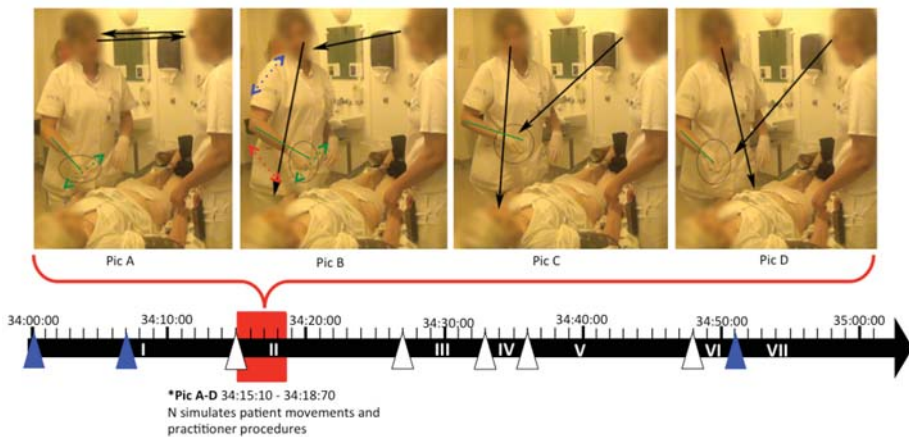 Pic A
Pic B
Pic C
Pic D
34:00:00
34:10:00
34:20:00
34:30:00
34:40:00
34:50:00
35:00:00
I
II
III
IV
V
VI
VII
*Pic A-D 34:15:10 - 34:18:70
N simulates patient movements and
practitioner procedures